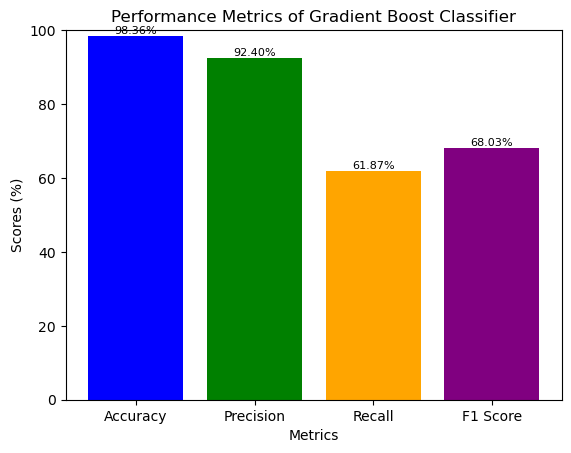 Performance Metrics of Gradient Boost Classifier
98.36%
92.40%
61.87%
68.03%
100
80
60
40
20
0
Scores (%)
Accuracy
Precision
Recall
F1 Score
Metrics